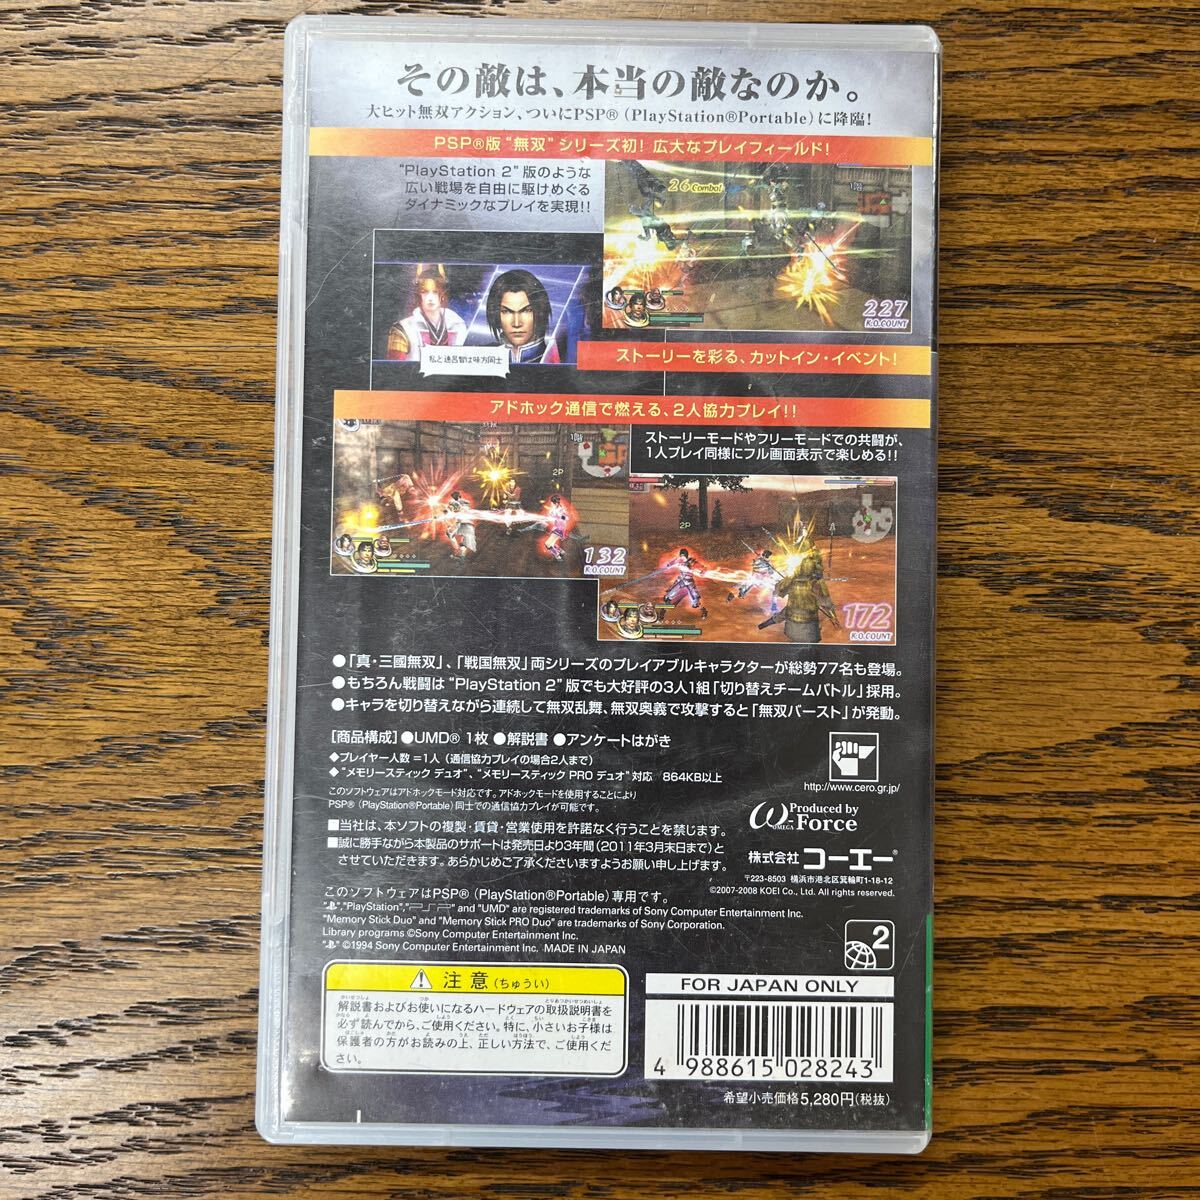 その敵は、本当の敵なのか。
大ヒット無双アクション、ついにPSP®（PlayStation®Portable）に降臨！
PSP®版“無双”シリーズ初！ 広大なプレイフィールド！
“PlayStation 2”版のような
広い戦場を自由に駆けめぐる
ダイナミックなプレイを実現!!
26 Combo!
1階
227
K.O.COUNT
私と遠呂智は味方同士
ストーリーを彩る、カットイン・イベント！
アドホック通信で燃える、2人協力プレイ！！
ストーリーモードやフリーモードでの共闘が、
1人プレイ同様にフル画面表示で楽しめる!!
1階
2P
132
K.O.COUNT
2P
172
K.O.COUNT
●「真・三國無双」、「戦国無双」両シリーズのプレイアブルキャラクターが総勢77名も登場。
●もちろん戦闘は“PlayStation 2”版でも大好評の3人1組「切り替えチームバトル」採用。
●キャラを切り替えながら連続して無双乱舞、無双奥義で攻撃すると「無双バースト」が発動。
［商品構成］●UMD® 1枚 ●解説書 ●アンケートはがき
◆プレイヤー人数＝1人（通信協力プレイの場合2人まで）
◆“メモリースティック デュオ”、“メモリースティック PRO デュオ”対応 864KB以上
このソフトウェアはアドホックモード対応です。アドホックモードを使用することにより
PSP®（PlayStation®Portable）同士での通信協力プレイが可能です。
■当社は、本ソフトの複製・賃貸・営業使用を許諾なく行うことを禁じます。
■誠に勝手ながら本製品のサポートは発売日より3年間（2011年3月末日まで）と
させていただきます。あらかじめご了承くださいますようお願い申し上げます。
http://www.cero.gr.jp/
Produced by
ω-Force
OMEGA
株式会社 コーエー®
〒223-8503 横浜市港北区箕輪町1-18-12
©2007-2008 KOEI Co., Ltd. All rights reserved.
このソフトウェアはPSP®（PlayStation®Portable）専用です。
" ","PlayStation","PSP" and "UMD" are registered trademarks of Sony Computer Entertainment Inc.
"Memory Stick Duo" and "Memory Stick PRO Duo" are trademarks of Sony Corporation.
Library programs ©Sony Computer Entertainment Inc.
" " ©1994 Sony Computer Entertainment Inc. MADE IN JAPAN
2
注意（ちゅうい）
解説書およびお使いになるハードウェアの取扱説明書を
必ず読んでから、ご使用ください。特に、小さいお子様は
保護者の方がお読みの上、正しい方法で、ご使用くだ
さい。
FOR JAPAN ONLY
4 988615 028243
希望小売価格5,280円（税抜）